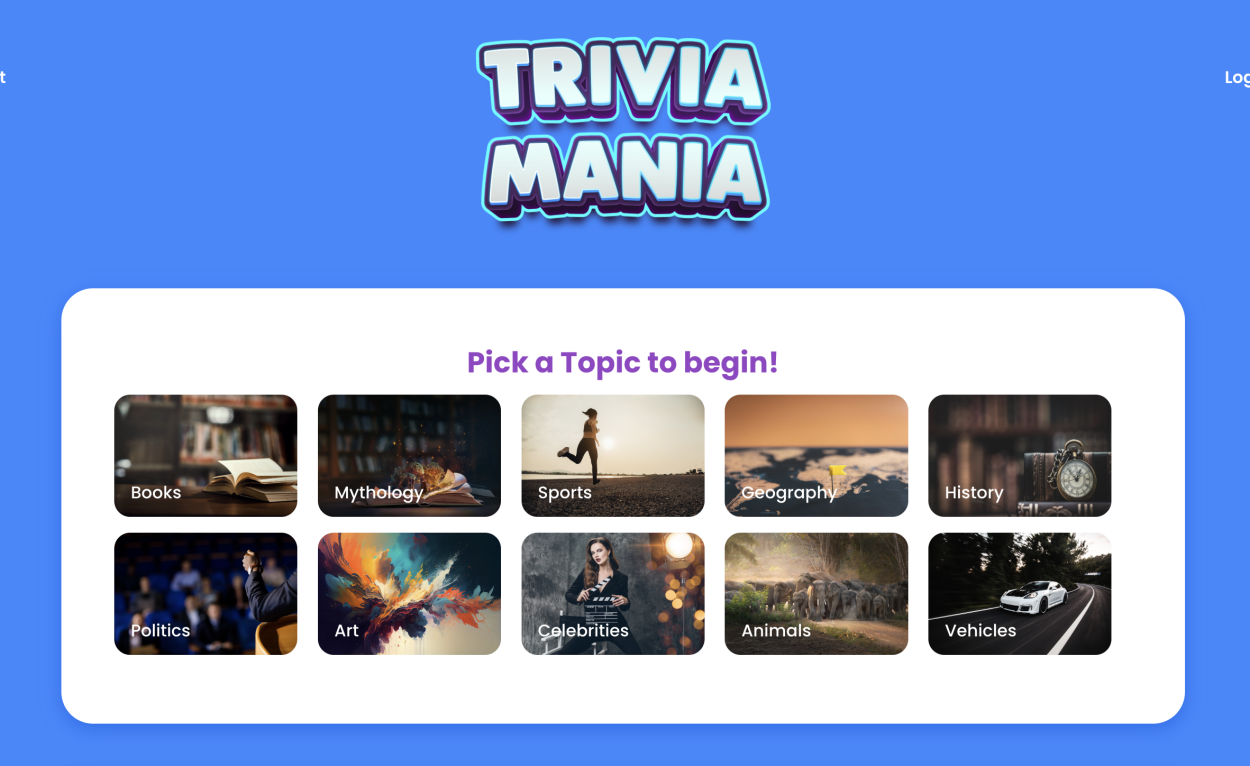 TRIVIA
MANIA
t
Log
Pick a Topic to begin!
Books
Mythology
Sports
Geography
History
Politics
Art
Celebrities
Animals
Vehicles